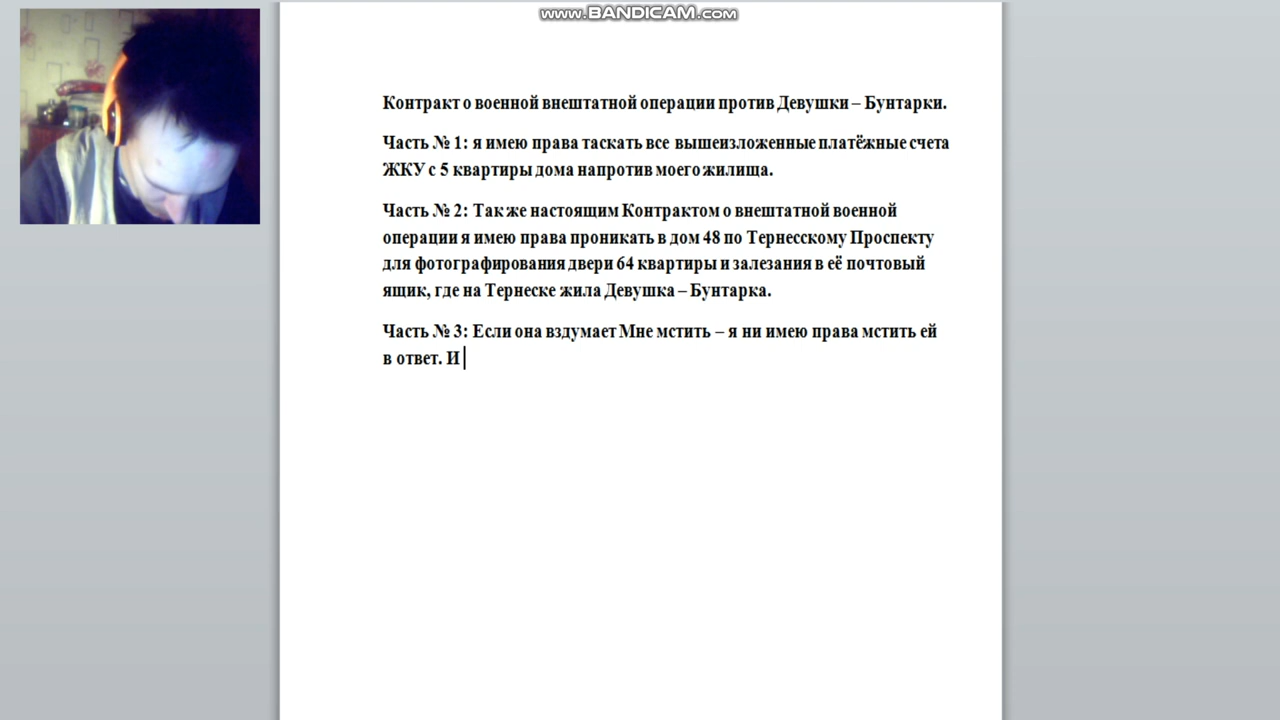 www.BANDICAM.com
Контракт о военной внештатной операции против Девушки – Бунтарки.
Часть № 1: я имею права таскать все вышеизложенные платёжные счета
ЖКУ с 5 квартиры дома напротив моего жилища.
Часть № 2: Так же настоящим Контрактом о внештатной военной
операции я имею права проникать в дом 48 по Тернесскому Проспекту
для фотографирования двери 64 квартиры и залезания в её почтовый
ящик, где на Тернеске жила Девушка – Бунтарка.
Часть № 3: Если она вздумает Мне мстить – я ни имею права мстить ей
в ответ. И